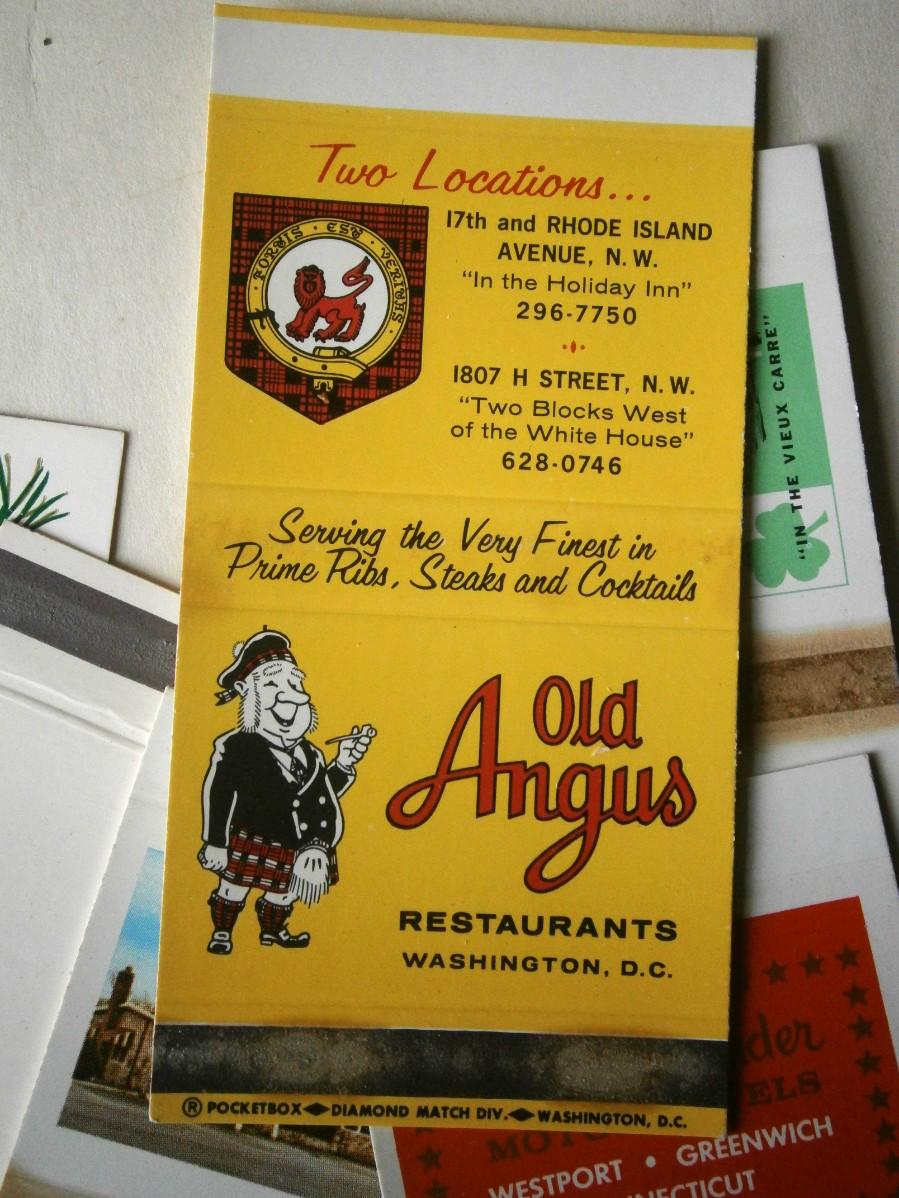 Two Locations...
FORTIS · EST · VERITAS ·
17th and RHODE ISLAND
AVENUE, N.W.
"In the Holiday Inn"
296-7750
1807 H STREET, N.W.
"Two Blocks West
of the White House"
628-0746
Serving the Very Finest in
Prime Ribs, Steaks and Cocktails
Old
Angus
RESTAURANTS
WASHINGTON, D.C.
® POCKETBOX◆DIAMOND MATCH DIV.◆WASHINGTON, D.C.
"IN THE VIEUX CARRE"
WESTPORT • GREENWICH